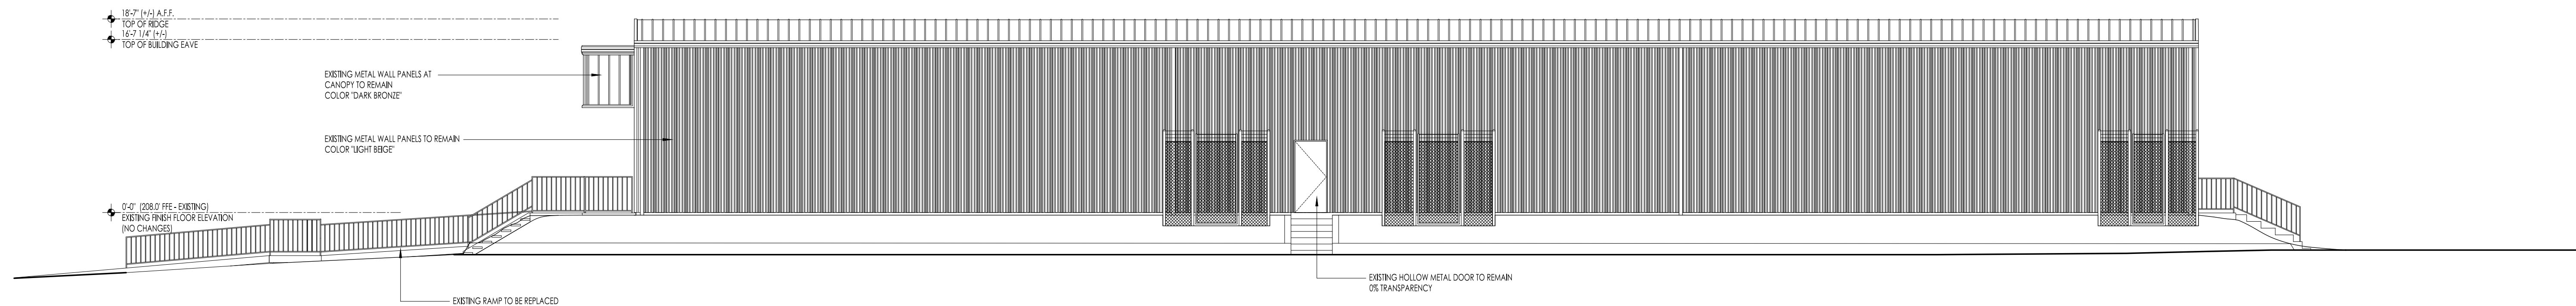 18'-7" (+/-) A.F.F.
TOP OF RIDGE
16'-7 1/4" (+/-)
TOP OF BUILDING EAVE
EXISTING METAL WALL PANELS AT
CANOPY TO REMAIN
COLOR "DARK BRONZE"
EXISTING METAL WALL PANELS TO REMAIN
COLOR "LIGHT BEIGE"
0'-0" (208.0' FFE - EXISTING)
EXISTING FINISH FLOOR ELEVATION
(NO CHANGES)
EXISTING HOLLOW METAL DOOR TO REMAIN
0% TRANSPARENCY
EXISTING RAMP TO BE REPLACED